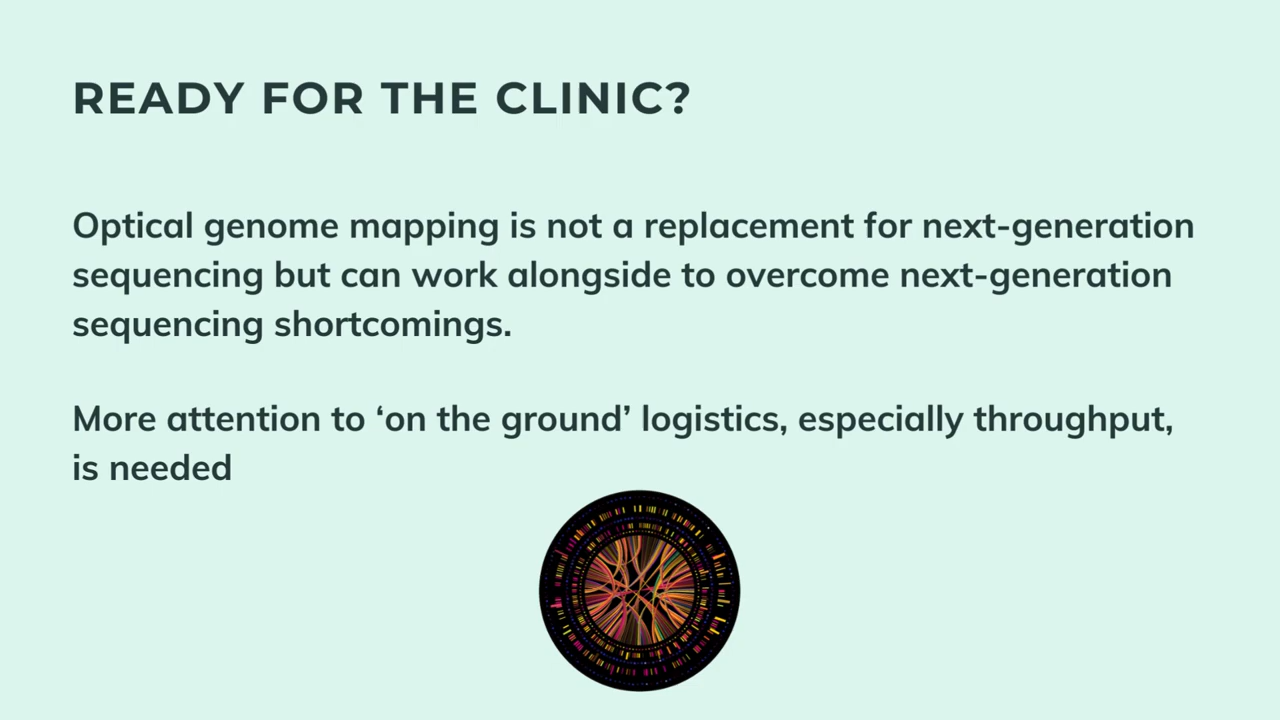 READY FOR THE CLINIC?
Optical genome mapping is not a replacement for next-generation
sequencing but can work alongside to overcome next-generation
sequencing shortcomings.
More attention to ‘on the ground’ logistics, especially throughput,
is needed